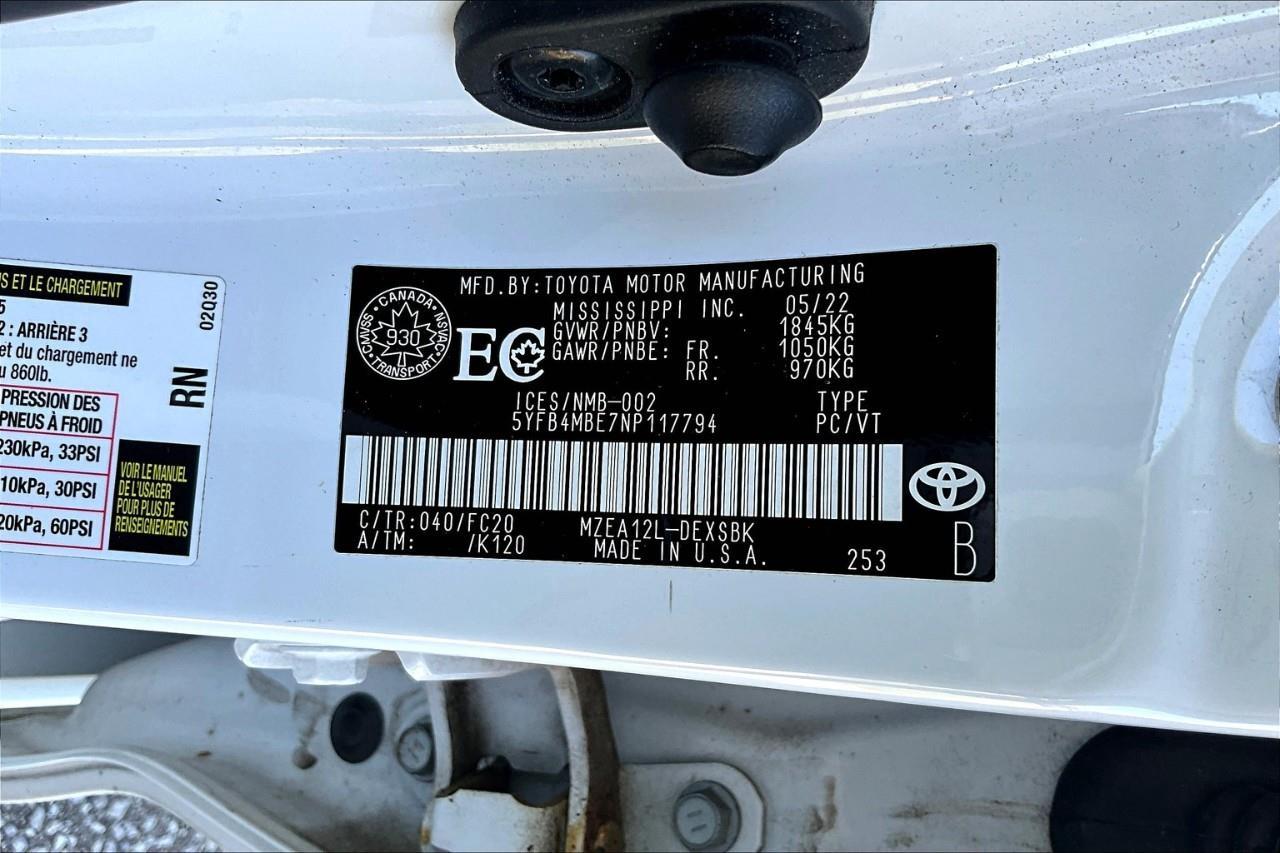 S ET LE CHARGEMENT
5
2 : ARRIÈRE 3
et du chargement ne
860lb.
PRESSION DES
PNEUS À FROID
230kPa, 33PSI
10kPa, 30PSI
20kPa, 60PSI
VOIR LE MANUEL
DE L'USAGER
POUR PLUS DE
RENSEIGNEMENTS
RN
02Q30
MFD.BY:TOYOTA MOTOR MANUFACTURING
MISSISSIPPI INC. 05/22
GVWR/PNBV: 1845KG
GAWR/PNBE: FR. 1050KG
RR. 970KG
CANADA
CMVSS 930 NSVAC
TRANSPORT
EC
ICES/NMB-002 TYPE
5YFB4MBE7NP117794 PC/VT
C/TR:040/FC20 MZEA12L-DEXSBK
A/TM: /K120 MADE IN U.S.A. 253
B